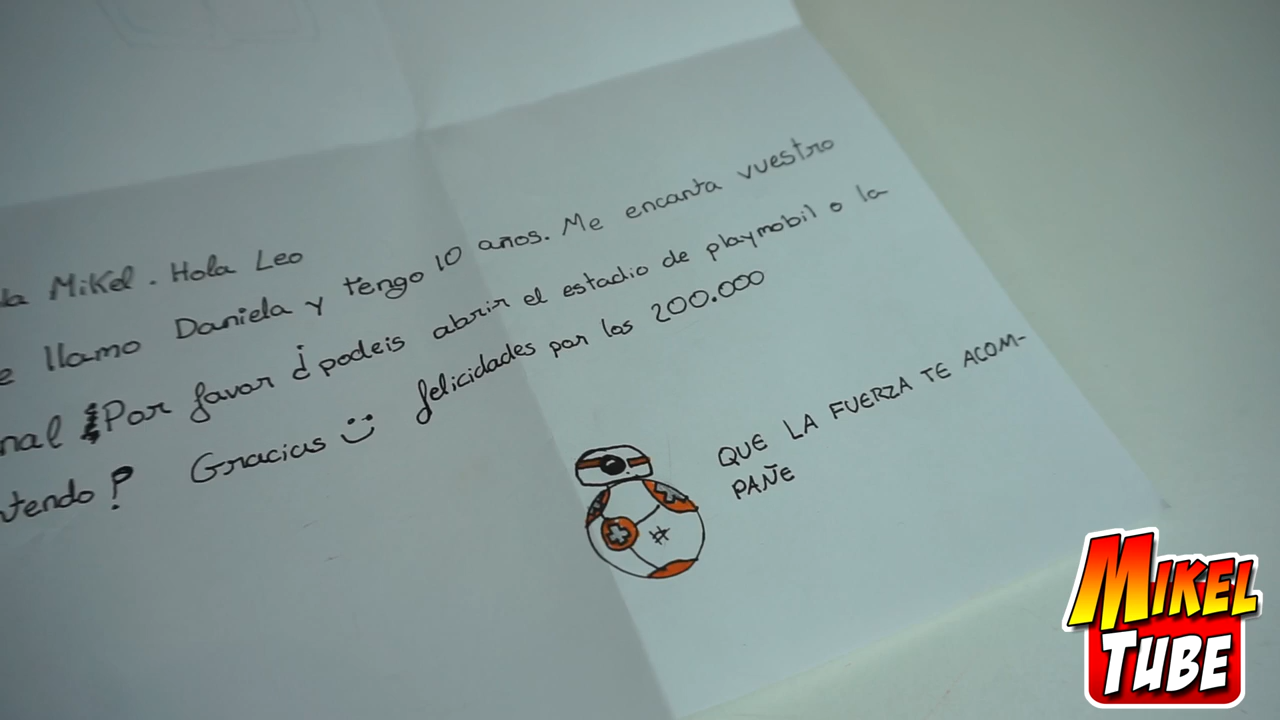 la Mikel. Hola Leo
e llamo Daniela y tengo 10 años. Me encanta vuestro
nal Por favor ¿podeis abrir el estadio de playmobil o la
tendo? Gracias :) felicidades por los 200.000
QUE LA FUERZA TE ACOM-
PAÑE
MIKEL
TUBE